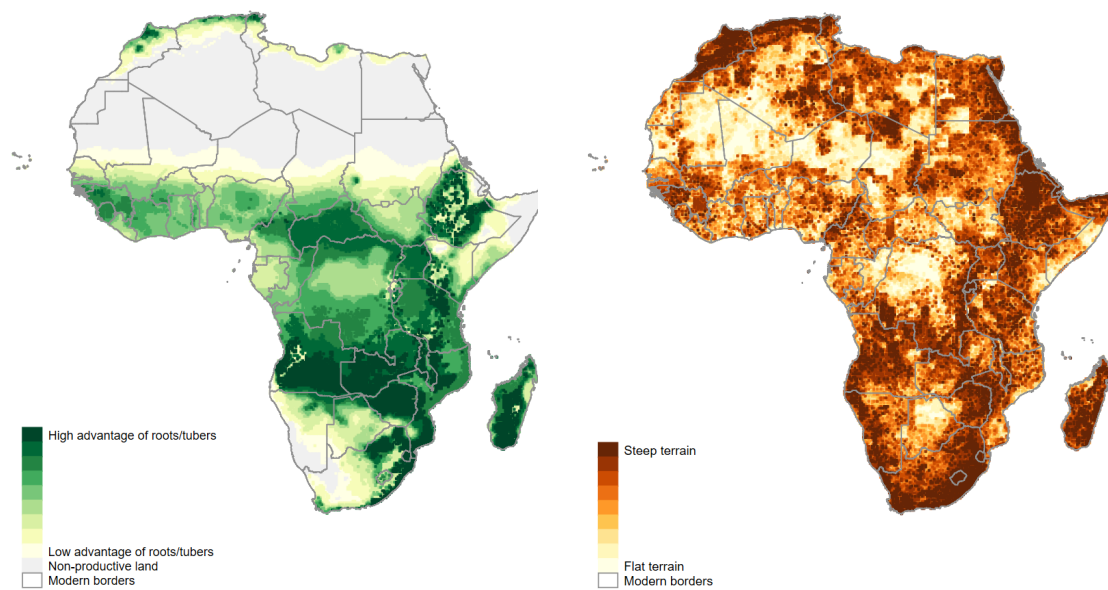 High advantage of roots/tubers
Low advantage of roots/tubers
Non-productive land
Modern borders
Steep terrain
Flat terrain
Modern borders